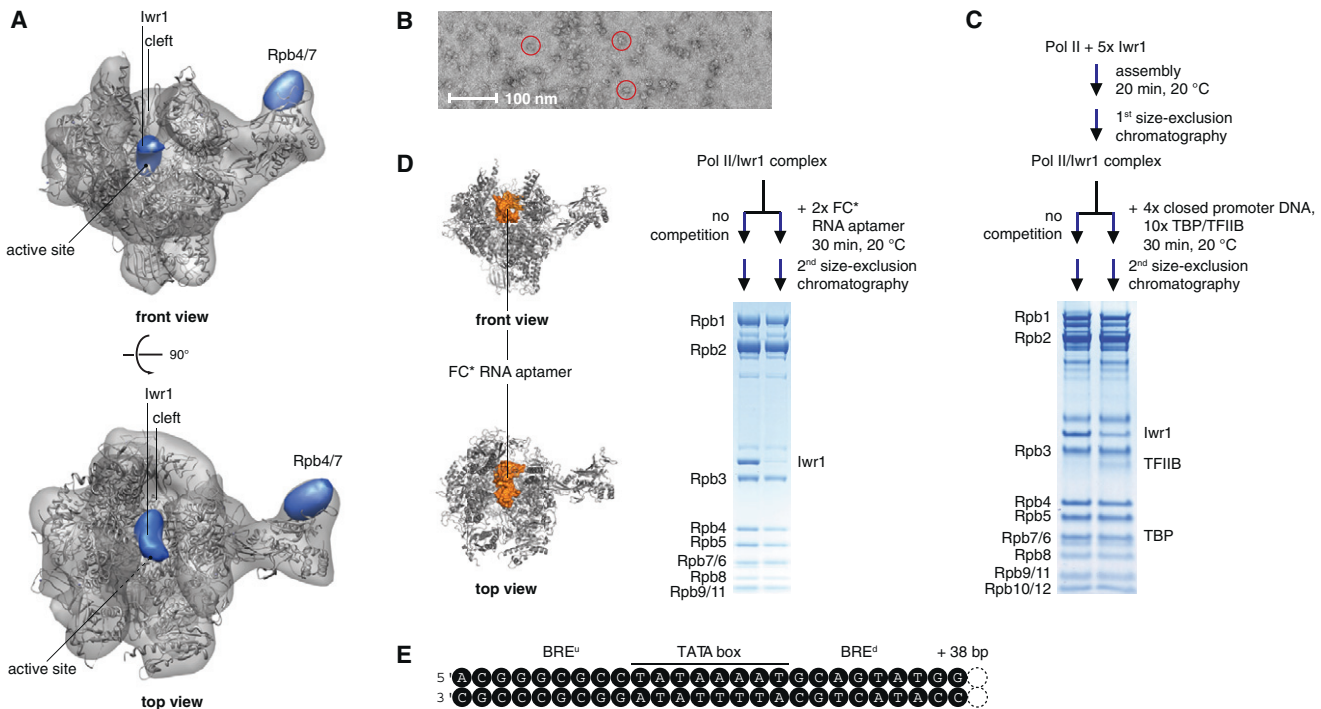 A
Iwr1
cleft
Rpb4/7
active site
front view
90°
Iwr1
cleft
Rpb4/7
active site
top view
B
100 nm
C
Pol II + 5x Iwr1
assembly
20 min, 20 °C
1st size-exclusion
chromatography
Pol II/Iwr1 complex
no
competition
+ 4x closed promoter DNA,
10x TBP/TFIIB
30 min, 20 °C
2nd size-exclusion
chromatography
Rpb1
Rpb2
Iwr1
Rpb3
TFIIB
Rpb4
Rpb5
Rpb7/6
TBP
Rpb8
Rpb9/11
Rpb10/12
D
front view
FC* RNA aptamer
top view
Pol II/Iwr1 complex
no
competition
+ 2x FC*
RNA aptamer
30 min, 20 °C
2nd size-exclusion
chromatography
Rpb1
Rpb2
Iwr1
Rpb3
Rpb4
Rpb5
Rpb7/6
Rpb8
Rpb9/11
E
BREu TATA box BREd + 38 bp
5' ACGGGCGCCTATAAAATGCAGTATGG
3' CGCCCGCGGATATTTTACGTCATACC